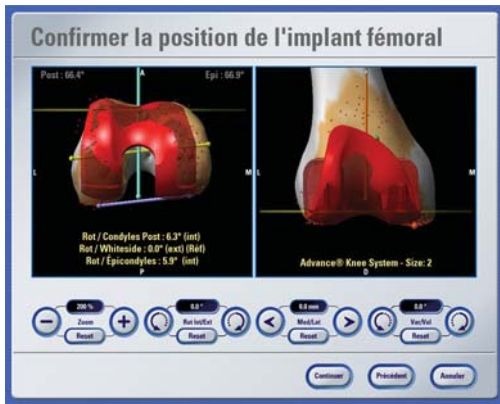 Confirmer la position de l'implant fémoral
Post : 66.4°
A
Epi : 66.9°
L
M
L
M
Rot / Condyles Post : 6.3° (int)
Rot / Whiteside : 0.0° (ext) (Réf)
Rot / Épicondyles : 5.9° (int)
P
Advance® Knee System - Size: 2
D
200 %
Zoom
Reset
0.0 °
Rot Int/Ext
Reset
0.0 mm
Med/Lat
Reset
0.0 °
Var/Val
Reset
Continuer
Précédent
Annuler